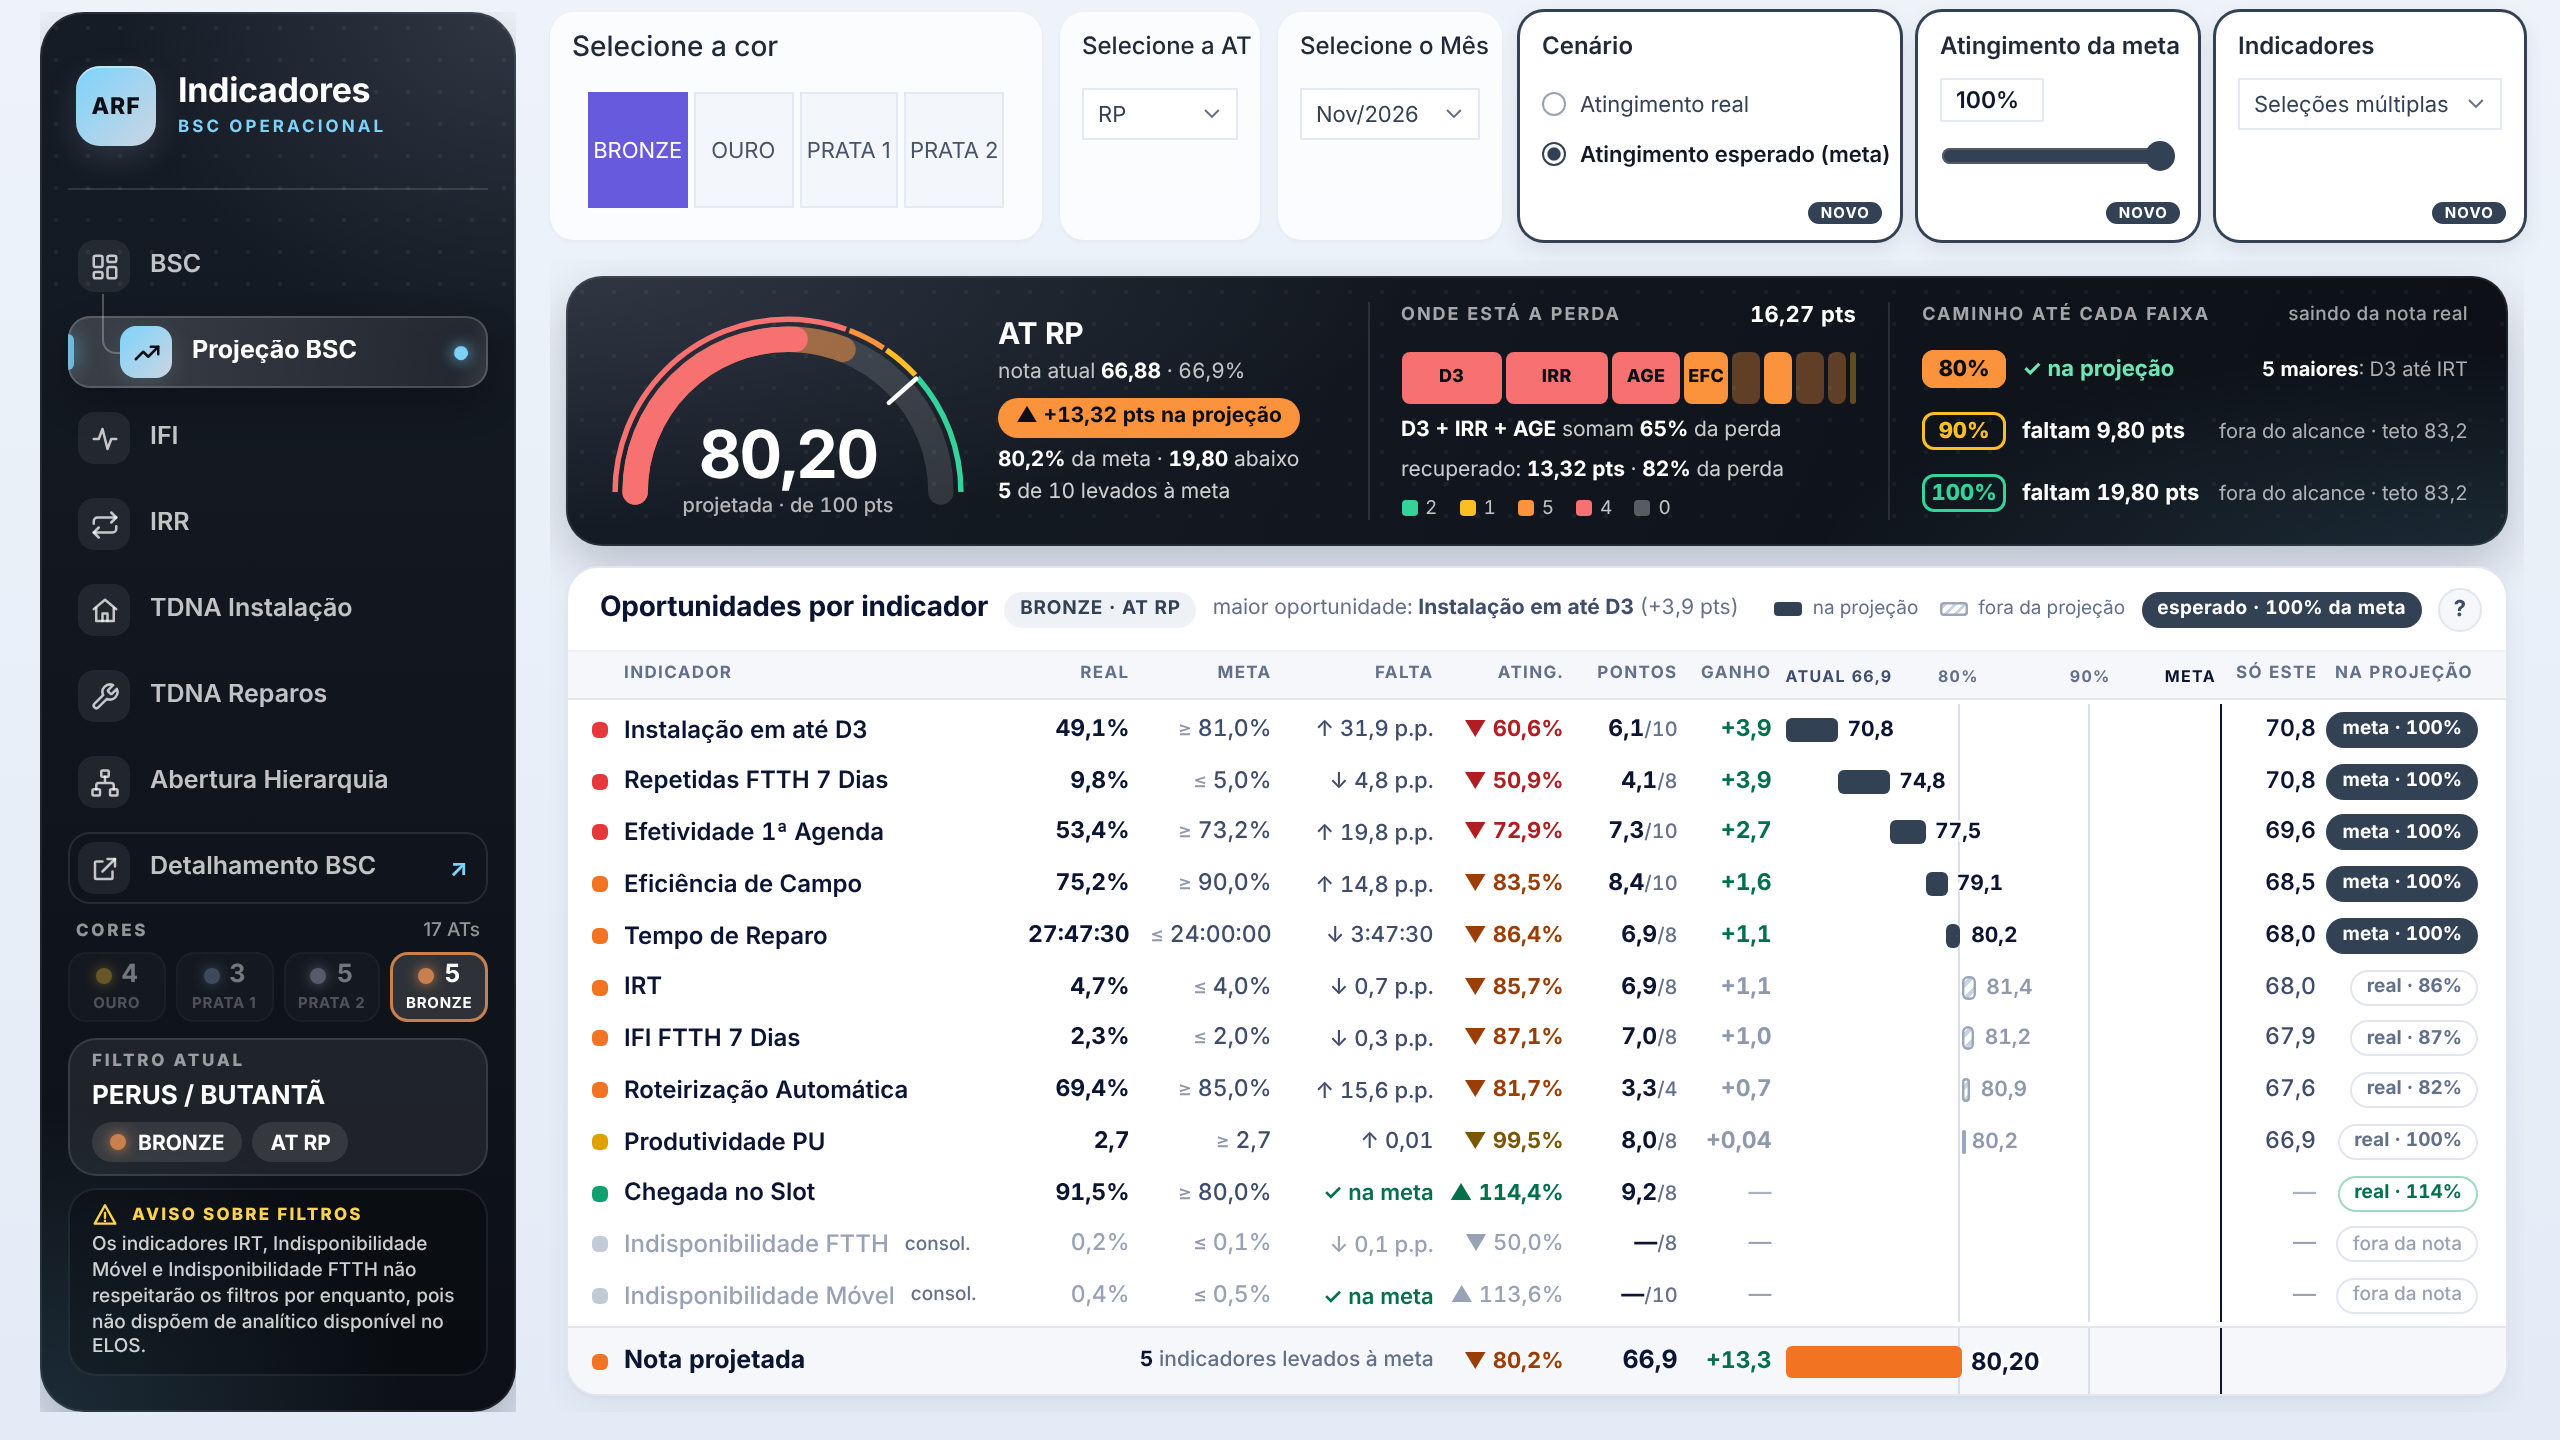 ARF
Indicadores
BSC OPERACIONAL
BSC
Projeção BSC
IFI
IRR
TDNA Instalação
TDNA Reparos
Abertura Hierarquia
Detalhamento BSC
CORES 17 ATs
4 OURO
3 PRATA 1
5 PRATA 2
5 BRONZE
FILTRO ATUAL
PERUS / BUTANTÃ
BRONZE AT RP
AVISO SOBRE FILTROS
Os indicadores IRT, Indisponibilidade
Móvel e Indisponibilidade FTTH não
respeitarão os filtros por enquanto, pois
não dispõem de analítico disponível no
ELOS.
Selecione a cor
BRONZE OURO PRATA 1 PRATA 2
Selecione a AT
RP
Selecione o Mês
Nov/2026
Cenário
Atingimento real
Atingimento esperado (meta)
NOVO
Atingimento da meta
100%
NOVO
Indicadores
Seleções múltiplas
NOVO
80,20
projetada · de 100 pts
AT RP
nota atual 66,88 · 66,9%
▲ +13,32 pts na projeção
80,2% da meta · 19,80 abaixo
5 de 10 levados à meta
ONDE ESTÁ A PERDA 16,27 pts
D3 IRR AGE EFC
D3 + IRR + AGE somam 65% da perda
recuperado: 13,32 pts · 82% da perda
2 1 5 4 0
CAMINHO ATÉ CADA FAIXA saindo da nota real
80% ✓ na projeção 5 maiores: D3 até IRT
90% faltam 9,80 pts fora do alcance · teto 83,2
100% faltam 19,80 pts fora do alcance · teto 83,2
Oportunidades por indicador BRONZE · AT RP maior oportunidade: Instalação em até D3 (+3,9 pts) na projeção fora da projeção esperado · 100% da meta ?
INDICADOR REAL META FALTA ATING. PONTOS GANHO ATUAL 66,9 80% 90% META SÓ ESTE NA PROJEÇÃO
Instalação em até D3 49,1% ≥ 81,0% ↑ 31,9 p.p. ▼ 60,6% 6,1/10 +3,9 70,8 70,8 meta · 100%
Repetidas FTTH 7 Dias 9,8% ≤ 5,0% ↓ 4,8 p.p. ▼ 50,9% 4,1/8 +3,9 74,8 70,8 meta · 100%
Efetividade 1ª Agenda 53,4% ≥ 73,2% ↑ 19,8 p.p. ▼ 72,9% 7,3/10 +2,7 77,5 69,6 meta · 100%
Eficiência de Campo 75,2% ≥ 90,0% ↑ 14,8 p.p. ▼ 83,5% 8,4/10 +1,6 79,1 68,5 meta · 100%
Tempo de Reparo 27:47:30 ≤ 24:00:00 ↓ 3:47:30 ▼ 86,4% 6,9/8 +1,1 80,2 68,0 meta · 100%
IRT 4,7% ≤ 4,0% ↓ 0,7 p.p. ▼ 85,7% 6,9/8 +1,1 81,4 68,0 real · 86%
IFI FTTH 7 Dias 2,3% ≤ 2,0% ↓ 0,3 p.p. ▼ 87,1% 7,0/8 +1,0 81,2 67,9 real · 87%
Roteirização Automática 69,4% ≥ 85,0% ↑ 15,6 p.p. ▼ 81,7% 3,3/4 +0,7 80,9 67,6 real · 82%
Produtividade PU 2,7 ≥ 2,7 ↑ 0,01 ▼ 99,5% 8,0/8 +0,04 80,2 66,9 real · 100%
Chegada no Slot 91,5% ≥ 80,0% ✓ na meta ▲ 114,4% 9,2/8 — — real · 114%
Indisponibilidade FTTH consol. 0,2% ≤ 0,1% ↓ 0,1 p.p. ▼ 50,0% —/8 — — fora da nota
Indisponibilidade Móvel consol. 0,4% ≤ 0,5% ✓ na meta ▲ 113,6% —/10 — — fora da nota
Nota projetada 5 indicadores levados à meta ▼ 80,2% 66,9 +13,3 80,20